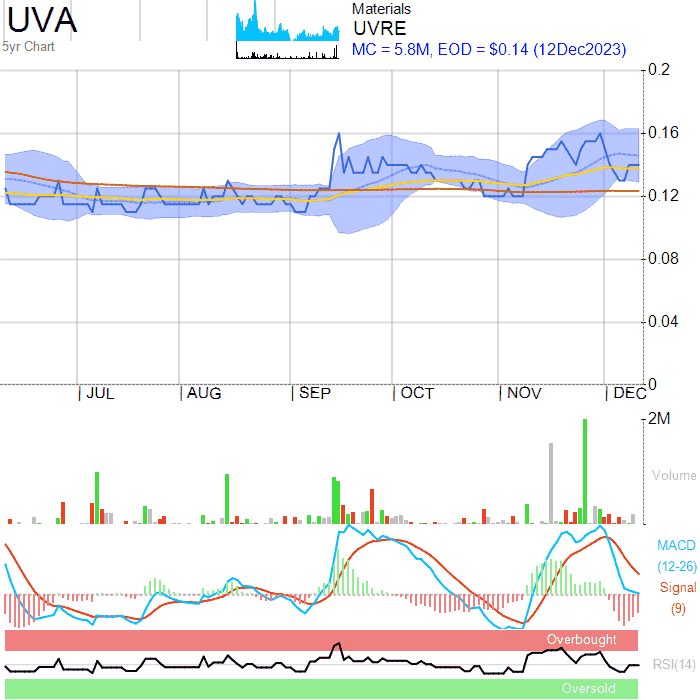 UVA
5yr Chart
Materials
UVRE
MC = 5.8M, EOD = $0.14 (12Dec2023)
0.2
0.16
0.12
0.08
0.04
0
JUL AUG SEP OCT NOV DEC
2M
Volume
MACD
(12-26)
Signal
(9)
Overbought
RSI(14)
Oversold